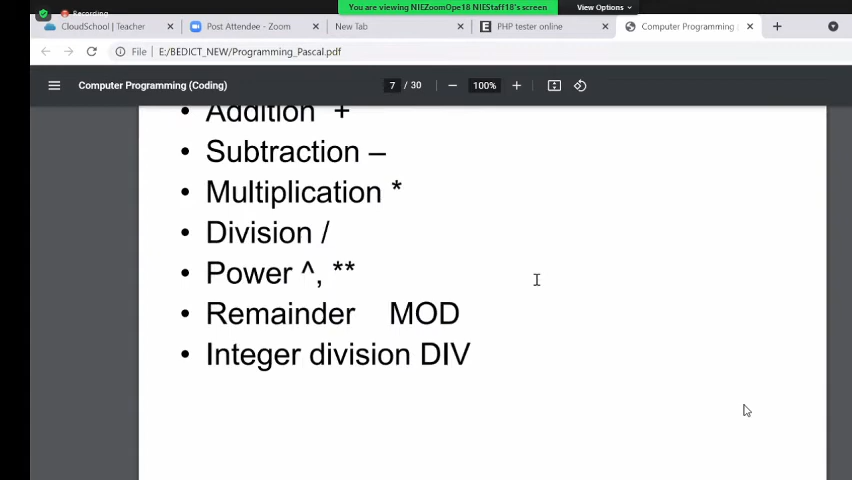 Recording
You are viewing NIEZoomOpe18 NIEStaff18's screen
View Options
CloudSchool | Teacher
Post Attendee - Zoom
New Tab
PHP tester online
Computer Programming
File
E:/BEDICT_NEW/Programming_Pascal.pdf
Computer Programming (Coding)
7 / 30
100%
• Addition +
• Subtraction –
• Multiplication *
• Division /
• Power ^, **
• Remainder MOD
• Integer division DIV